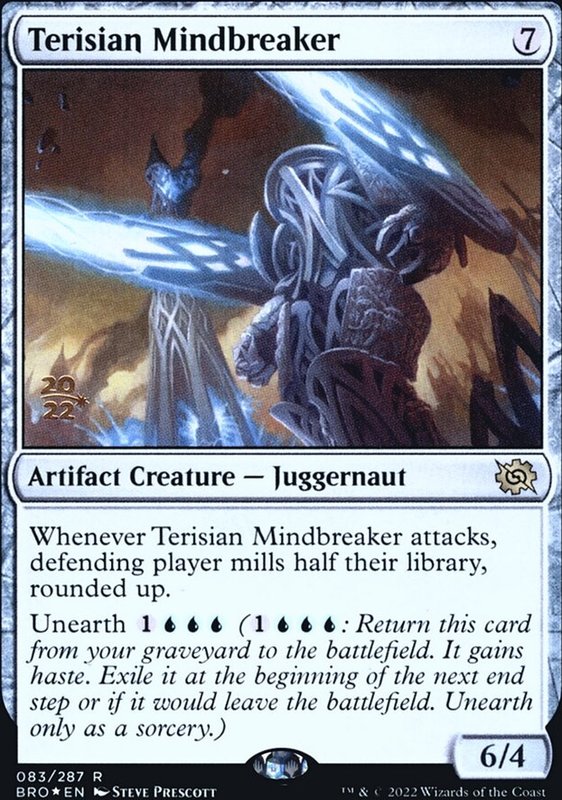 Terisian Mindbreaker 7
20
22
Artifact Creature — Juggernaut
Whenever Terisian Mindbreaker attacks,
defending player mills half their library,
rounded up.
Unearth 1 (1 : Return this card
from your graveyard to the battlefield. It gains
haste. Exile it at the beginning of the next end
step or if it would leave the battlefield. Unearth
only as a sorcery.)
6/4
083/287 R
BRO★EN STEVE PRESCOTT
™ & © 2022 Wizards of the Coast